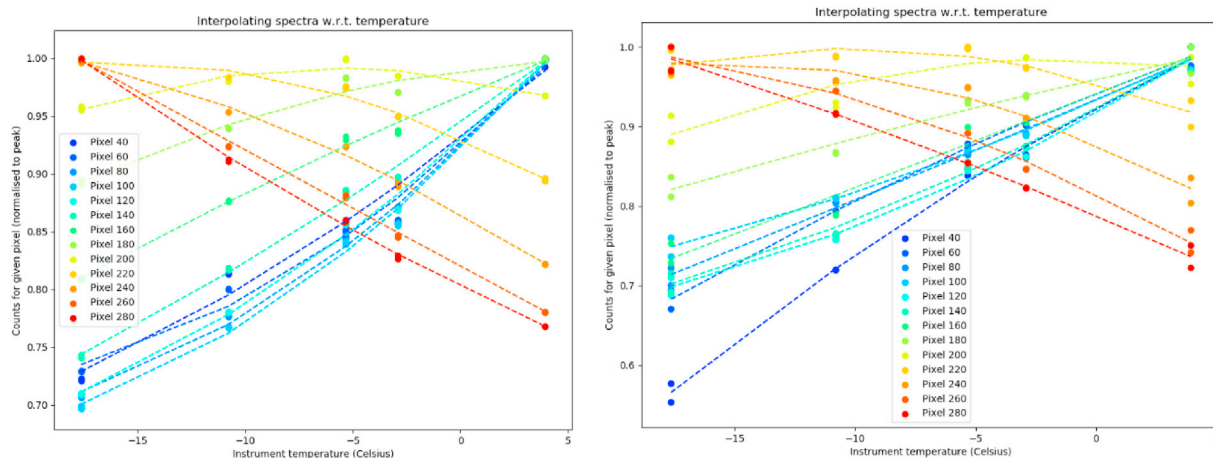 Interpolating spectra w.r.t. temperature
Counts for given pixel (normalised to peak)
1.00
0.95
0.90
0.85
0.80
0.75
0.70
Pixel 40
Pixel 60
Pixel 80
Pixel 100
Pixel 120
Pixel 140
Pixel 160
Pixel 180
Pixel 200
Pixel 220
Pixel 240
Pixel 260
Pixel 280
−15
−10
−5
0
5
Instrument temperature (Celsius)
Interpolating spectra w.r.t. temperature
Counts for given pixel (normalised to peak)
1.0
0.9
0.8
0.7
0.6
Pixel 40
Pixel 60
Pixel 80
Pixel 100
Pixel 120
Pixel 140
Pixel 160
Pixel 180
Pixel 200
Pixel 220
Pixel 240
Pixel 260
Pixel 280
−15
−10
−5
0
Instrument temperature (Celsius)